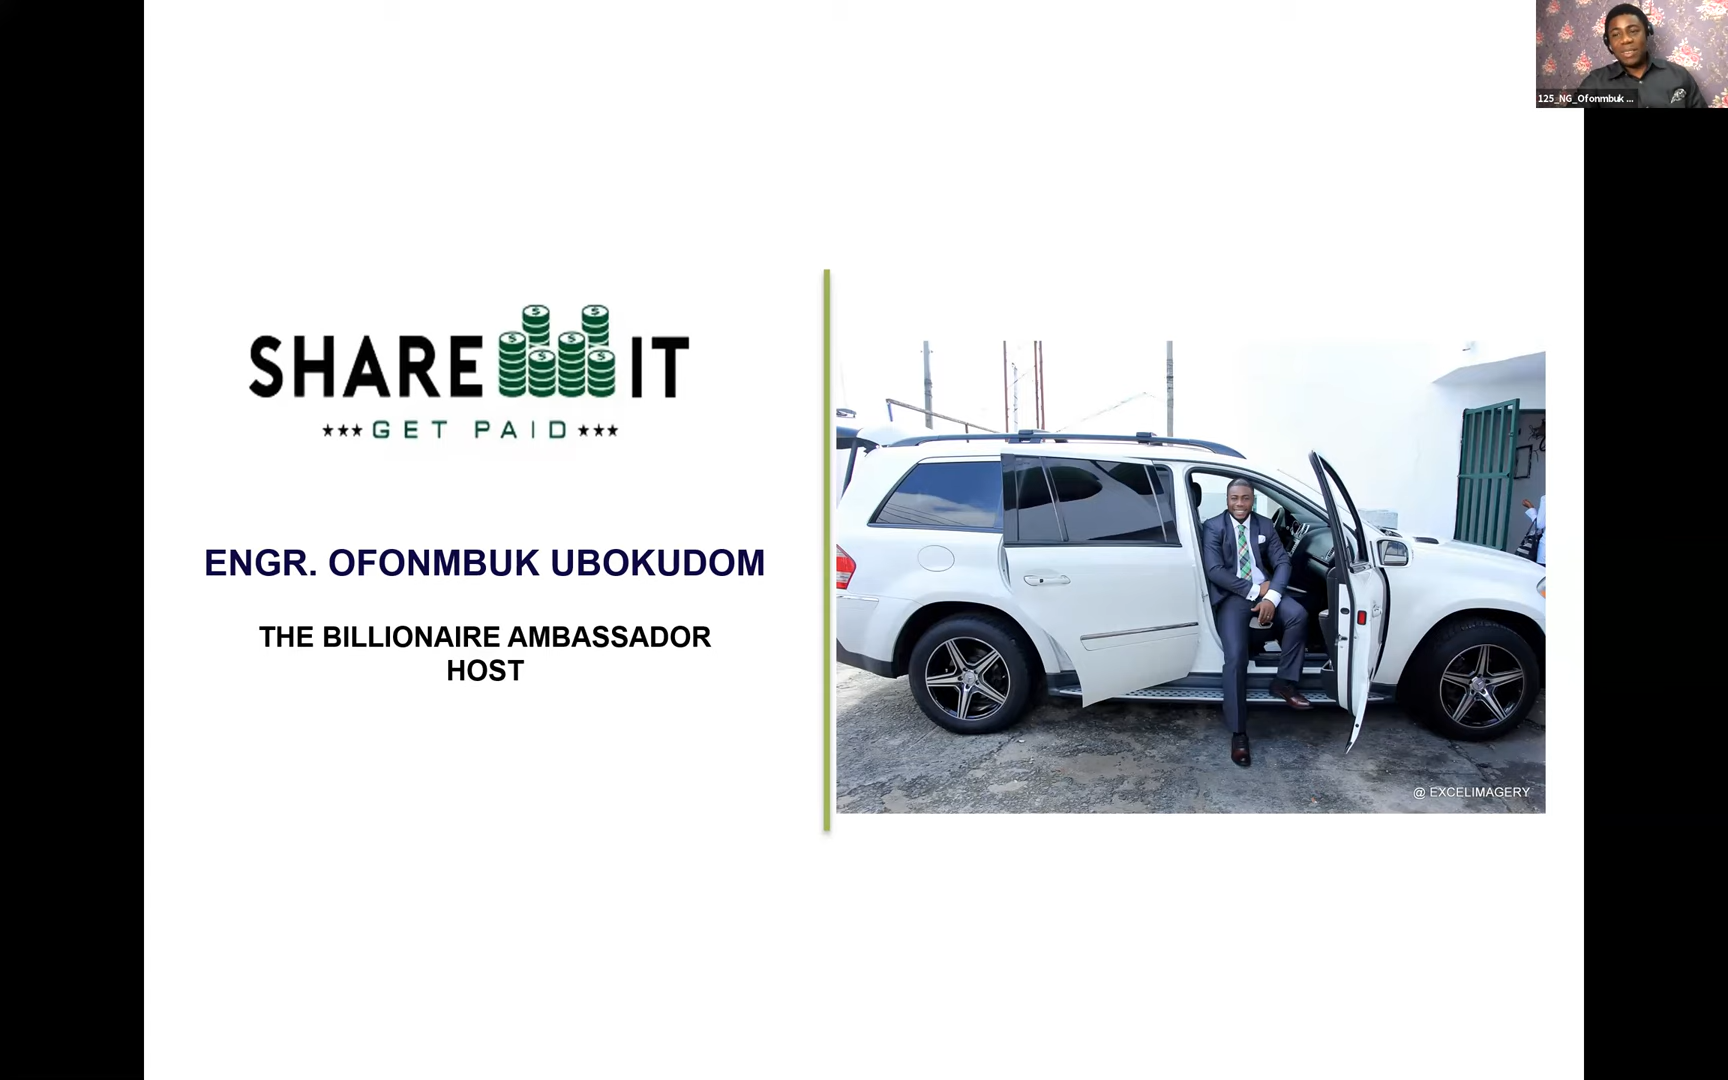 125_NG_Ofonmbuk ...
SHARE IT
GET PAID
ENGR. OFONMBUK UBOKUDOM
THE BILLIONAIRE AMBASSADOR
HOST
@ EXCELIMAGERY